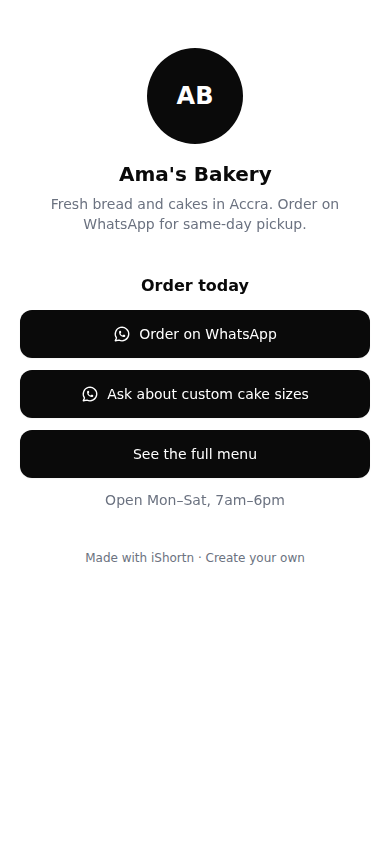 AB
Ama's Bakery
Fresh bread and cakes in Accra. Order on
WhatsApp for same-day pickup.
Order today
Order on WhatsApp
Ask about custom cake sizes
See the full menu
Open Mon–Sat, 7am–6pm
Made with iShortn · Create your own